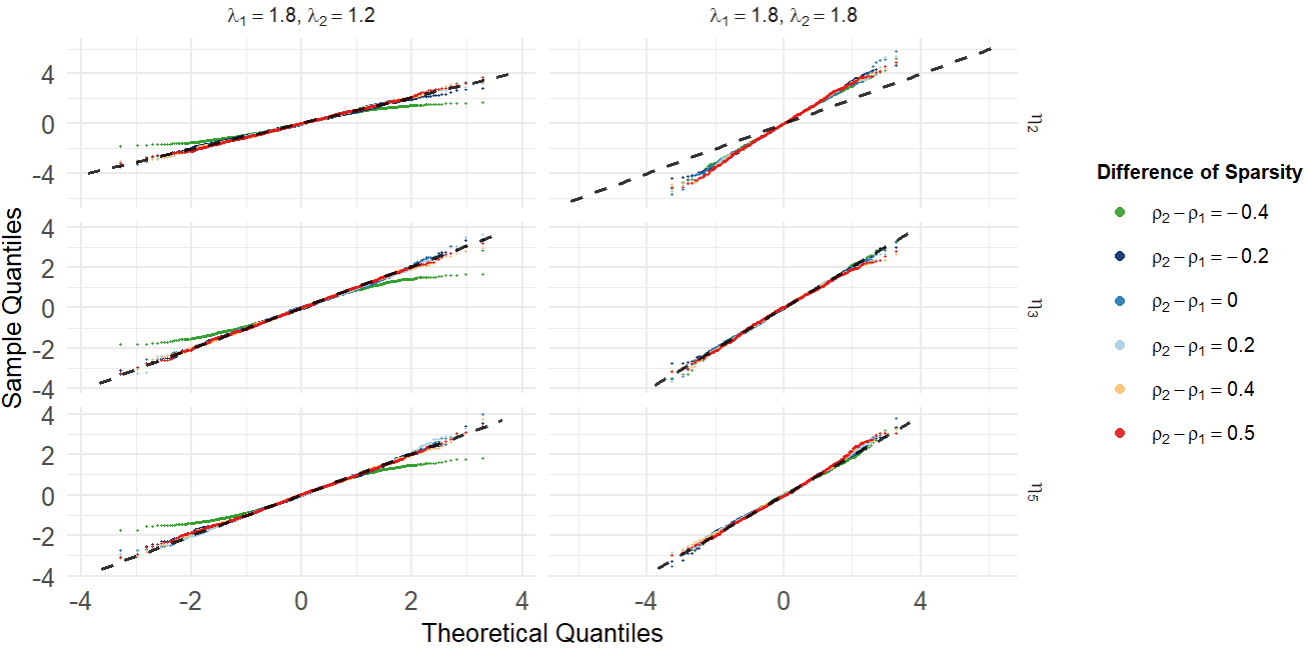 λ₁ = 1.8, λ₂ = 1.2
λ₁ = 1.8, λ₂ = 1.8
Sample Quantiles
4
0
-4
η₂
4
2
0
-2
-4
η₃
4
2
0
-2
-4
η₅
-4 -2 0 2 4
-4 0 4
Theoretical Quantiles
Difference of Sparsity
ρ₂ − ρ₁ = − 0.4
ρ₂ − ρ₁ = − 0.2
ρ₂ − ρ₁ = 0
ρ₂ − ρ₁ = 0.2
ρ₂ − ρ₁ = 0.4
ρ₂ − ρ₁ = 0.5